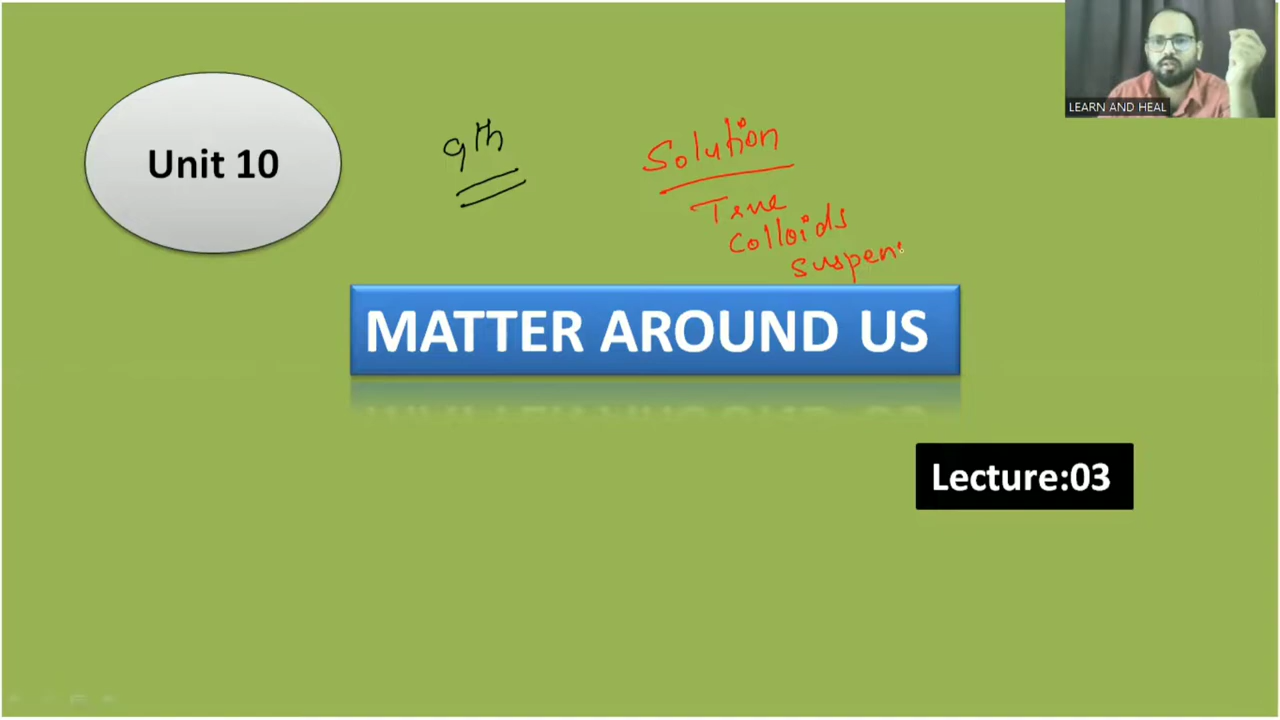 LEARN AND HEAL
Unit 10
9th
Solution
True
Colloids
suspen
MATTER AROUND US
Lecture:03